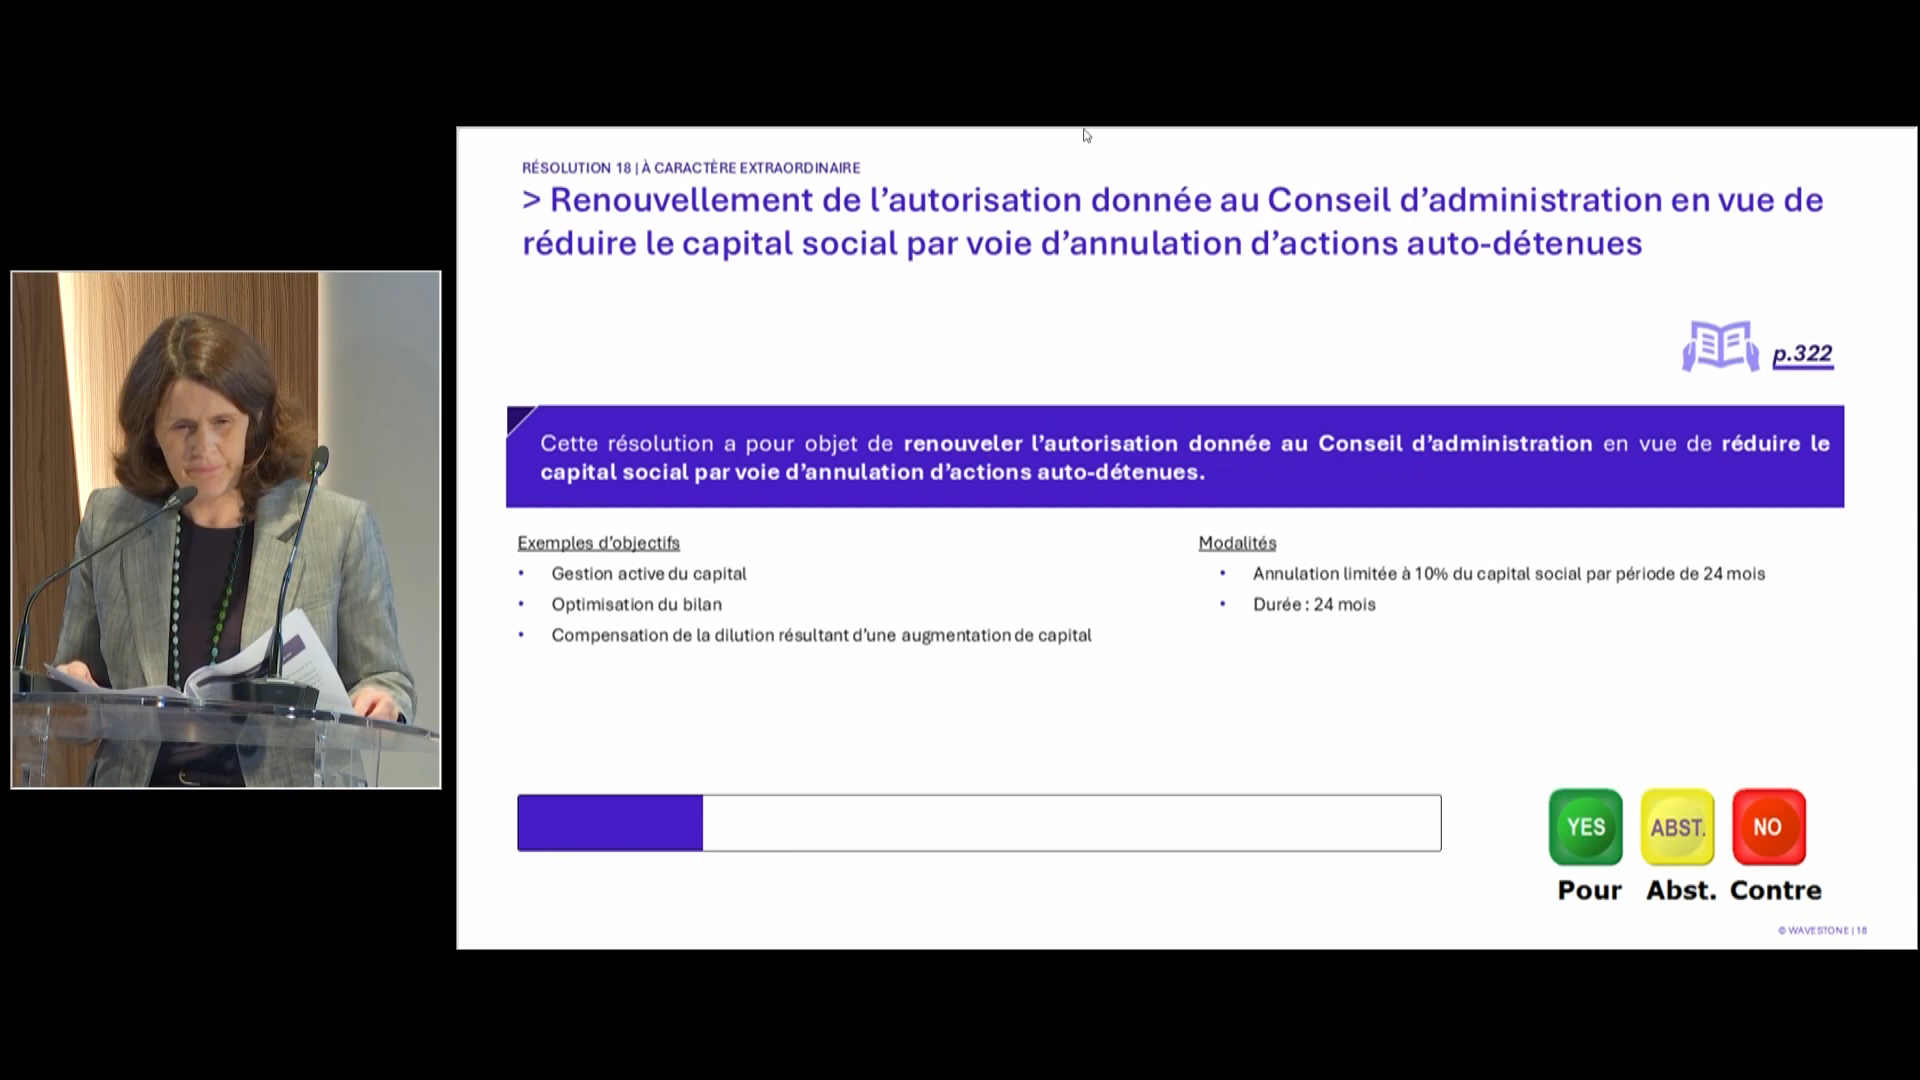 RÉSOLUTION 18 | À CARACTÈRE EXTRAORDINAIRE
> Renouvellement de l’autorisation donnée au Conseil d’administration en vue de
réduire le capital social par voie d’annulation d’actions auto-détenues
p.322
Cette résolution a pour objet de renouveler l’autorisation donnée au Conseil d’administration en vue de réduire le
capital social par voie d’annulation d’actions auto-détenues.
Exemples d’objectifs
• Gestion active du capital
• Optimisation du bilan
• Compensation de la dilution résultant d’une augmentation de capital
Modalités
• Annulation limitée à 10% du capital social par période de 24 mois
• Durée : 24 mois
YES ABST. NO
Pour Abst. Contre
© WAVESTONE | 18